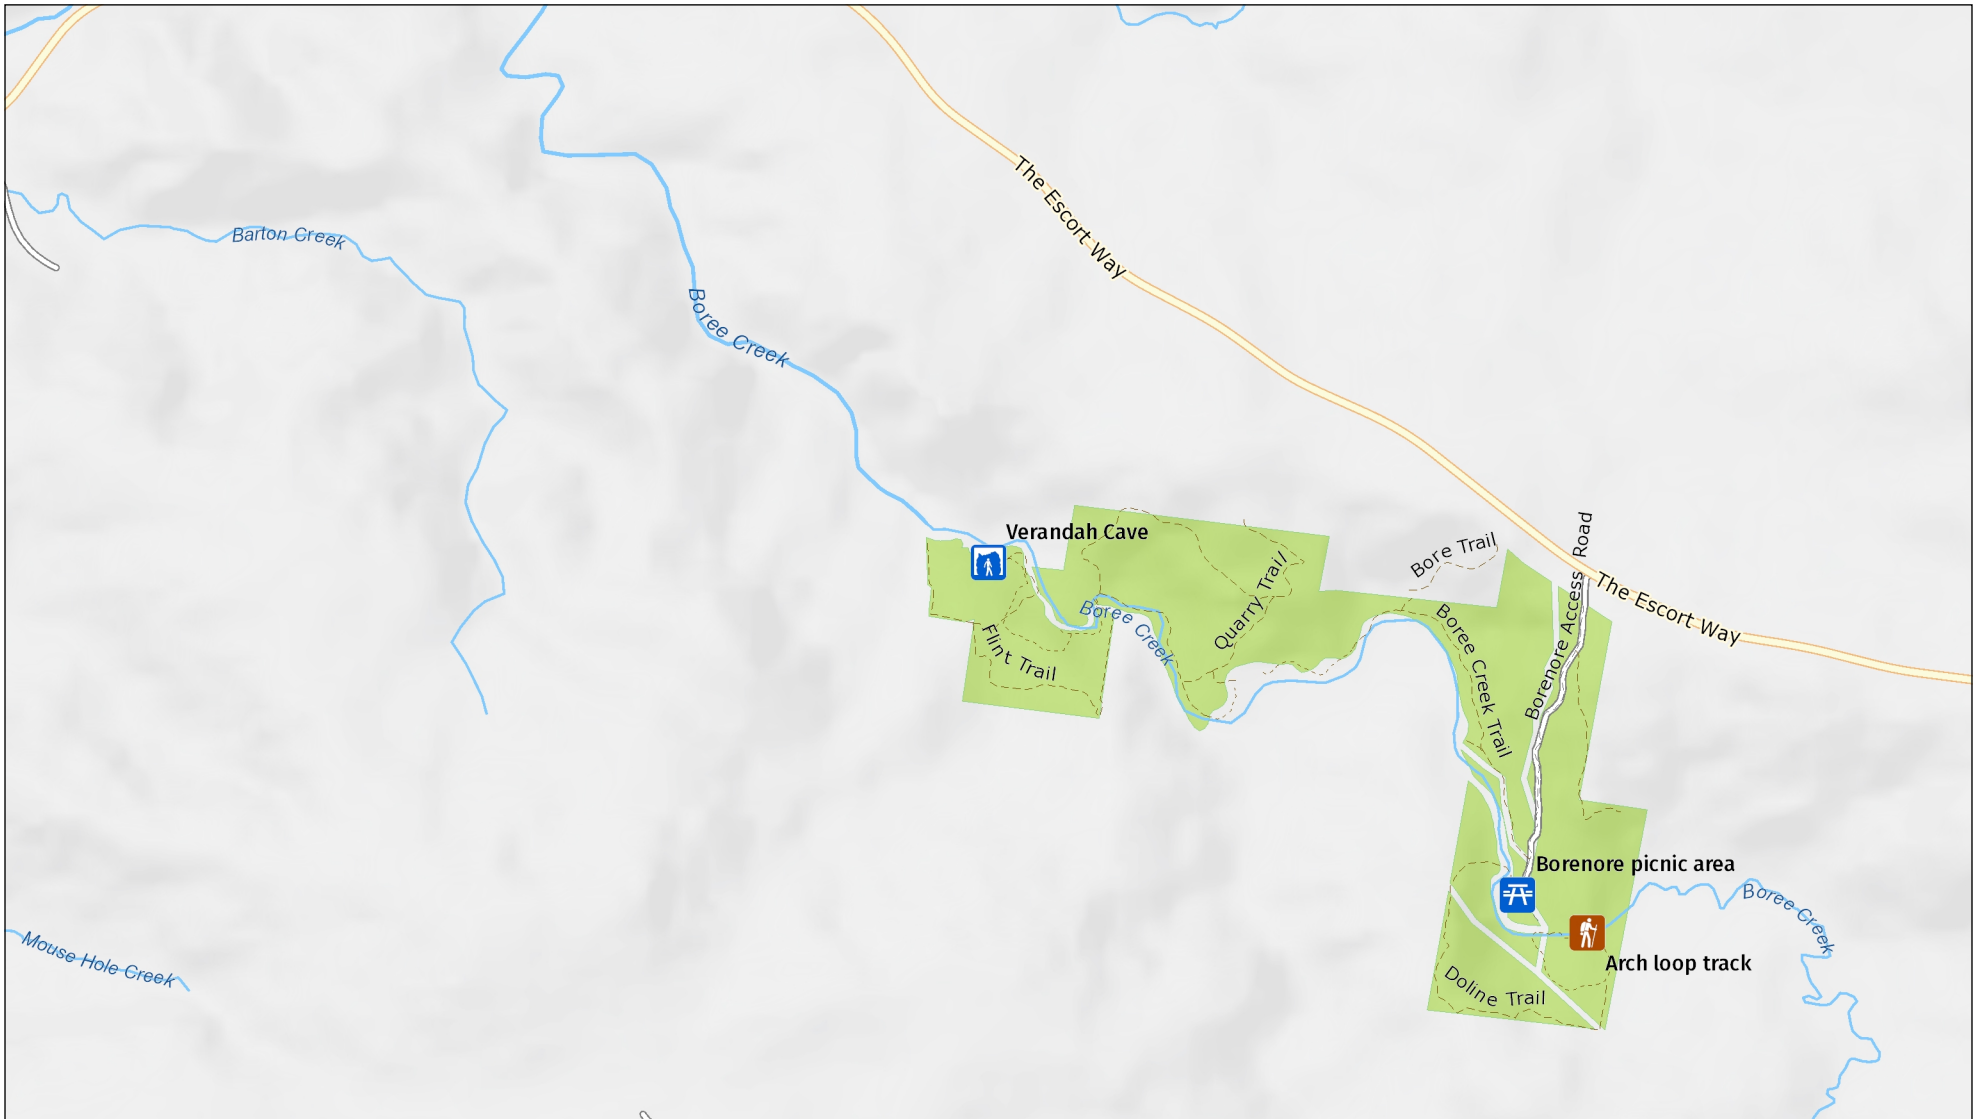 The Escort Way
Barton Creek
Boree Creek
Verandah Cave
Borenore Access Road
Bore Trail
The Escort Way
Quarry Trail
Boree Creek
Flint Trail
Boree Creek Trail
Borenore picnic area
Boree Creek
Mouse Hole Creek
Arch loop track
Doline Trail